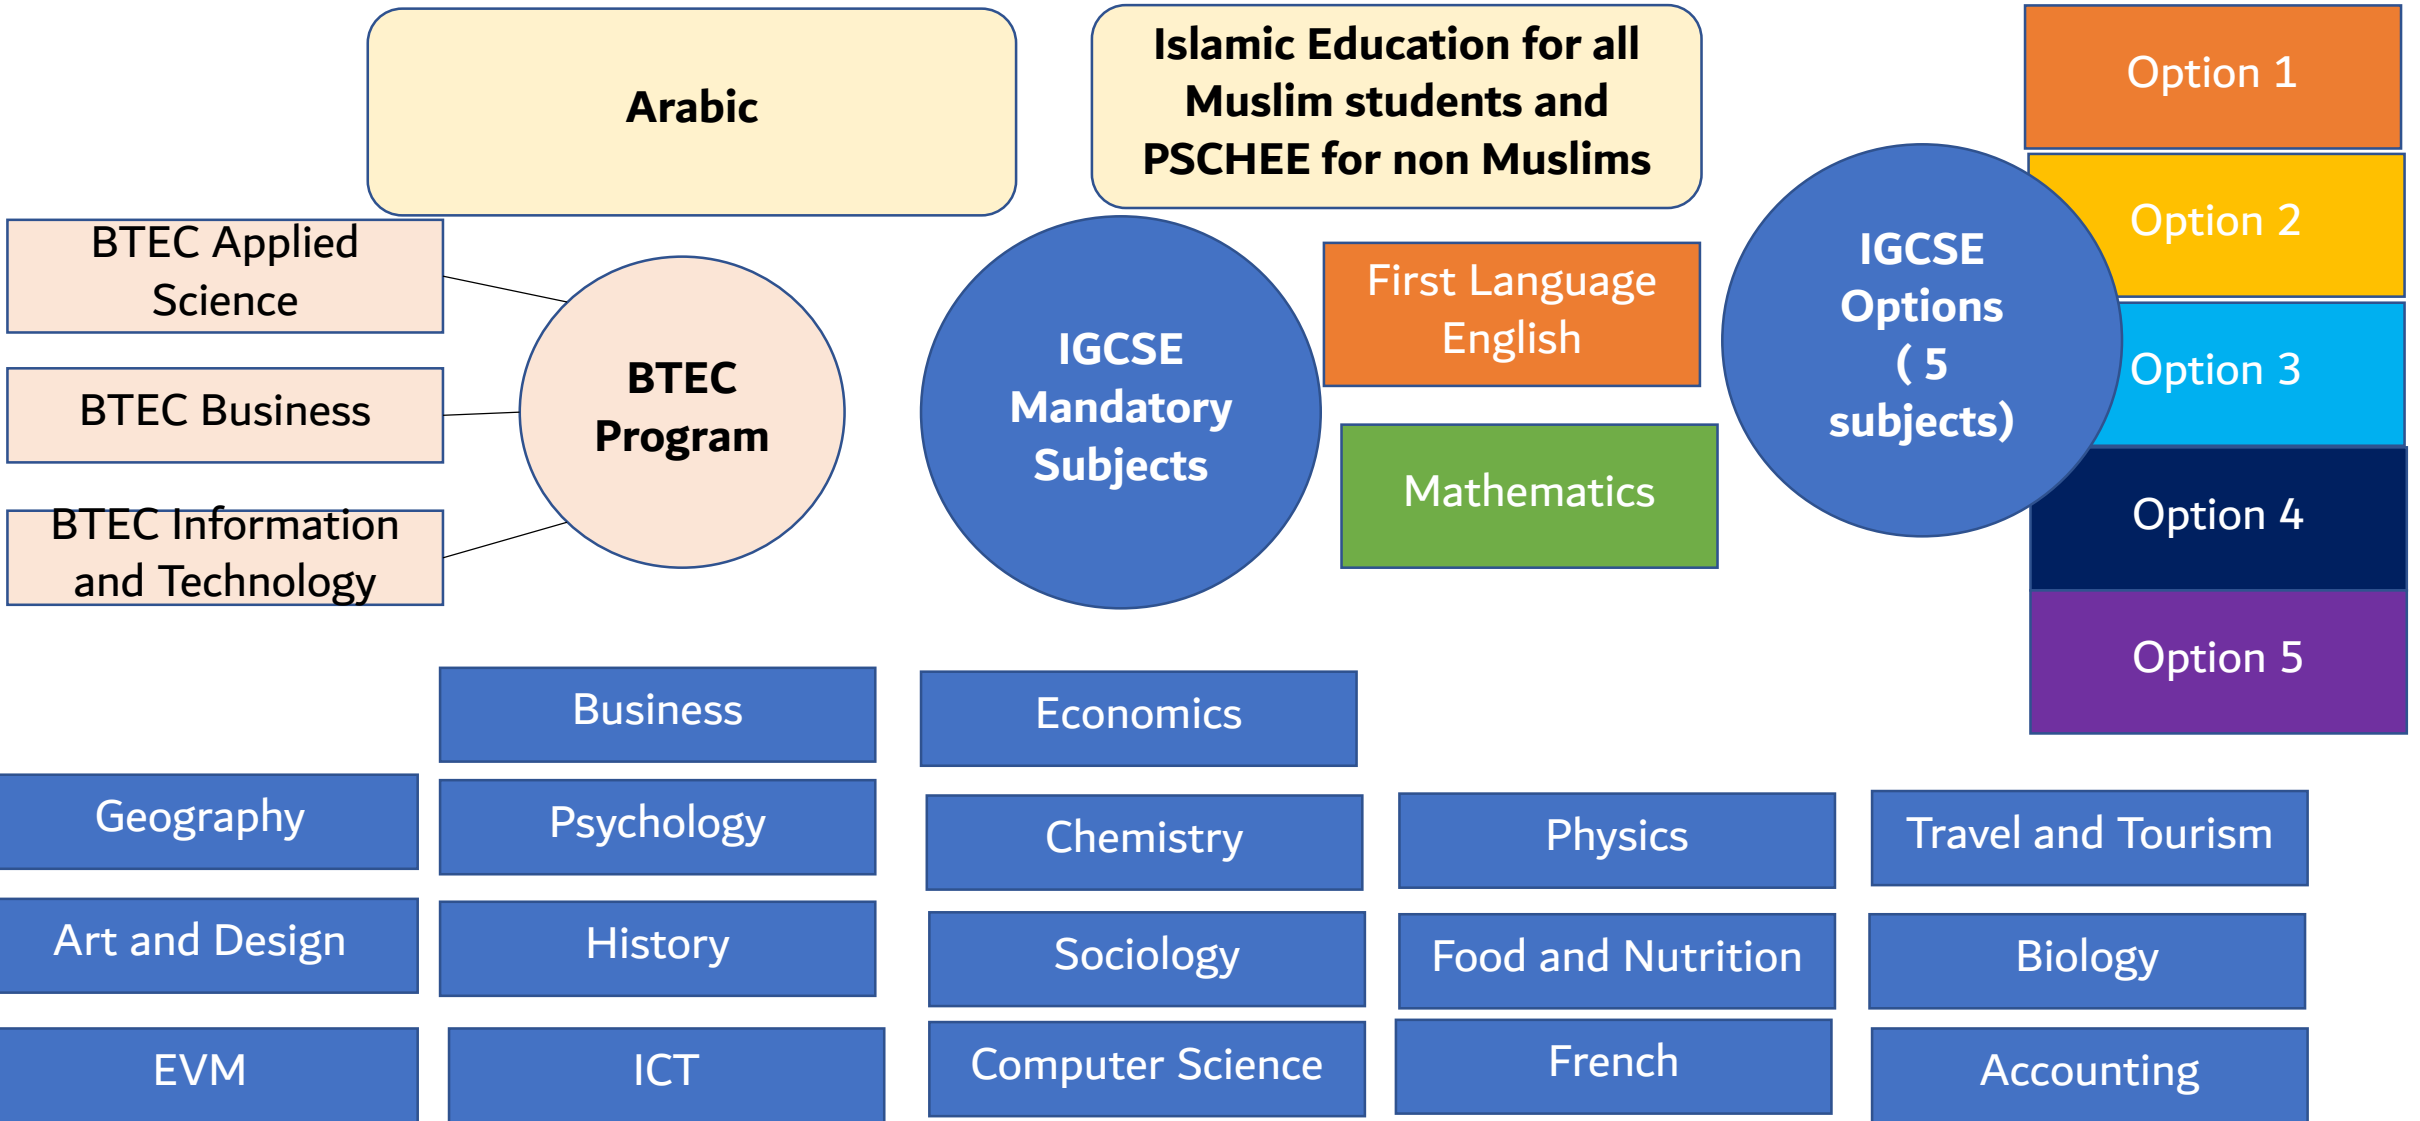 Arabic
Islamic Education for all
Muslim students and
PSCHEE for non Muslims
Option 1
Option 2
Option 3
Option 4
Option 5
IGCSE
Options
( 5
subjects)
BTEC Applied
Science
BTEC Business
BTEC Information
and Technology
BTEC
Program
IGCSE
Mandatory
Subjects
First Language
English
Mathematics
Business
Economics
Geography
Psychology
Chemistry
Physics
Travel and Tourism
Art and Design
History
Sociology
Food and Nutrition
Biology
EVM
ICT
Computer Science
French
Accounting